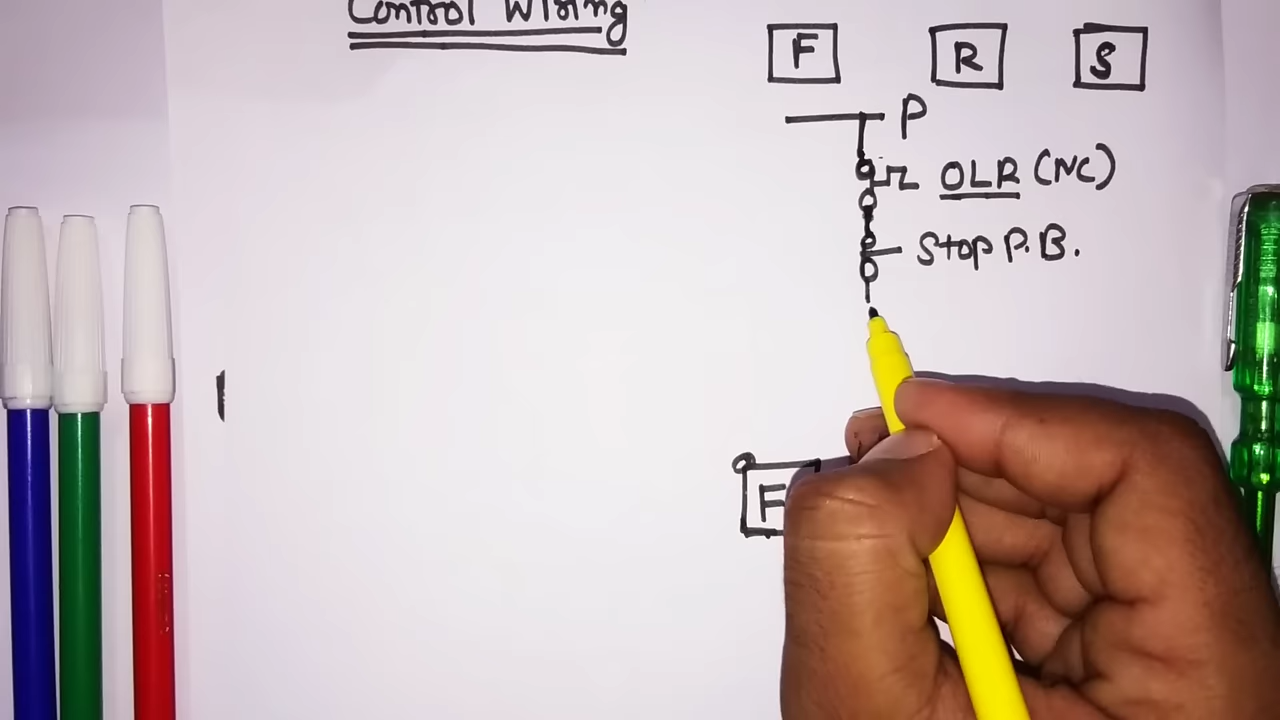 Control Wiring
F R S
P
OLR (NC)
Stop P.B.
F